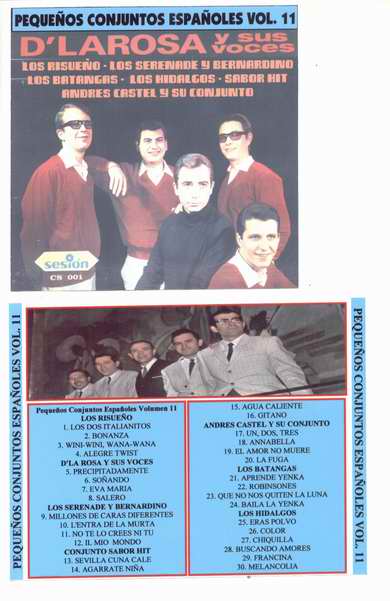 PEQUEÑOS CONJUNTOS ESPAÑOLES VOL. 11
D'LAROSA y sus voces
LOS RISUEÑO · LOS SERENADE Y BERNARDINO
LOS BATANGAS · LOS HIDALGOS · SABOR HIT
ANDRES CASTEL Y SU CONJUNTO
sesión
CS 001
PEQUEÑOS CONJUNTOS ESPAÑOLES VOL. 11
Pequeños Conjuntos Españoles Volumen 11
LOS RISUEÑO
1. LOS DOS ITALIANITOS
2. BONANZA
3. WINI-WINI, WANA-WANA
4. ALEGRE TWIST
D'LA ROSA Y SUS VOCES
5. PRECIPITADAMENTE
6. SOÑANDO
7. EVA MARIA
8. SALERO
LOS SERENADE Y BERNARDINO
9. MILLONES DE CARAS DIFERENTES
10. L'ENTRA DE LA MURTA
11. NO TE LO CREES NI TU
12. IL MIO MONDO
CONJUNTO SABOR HIT
13. SEVILLA CUNA CALE
14. AGARRATE NIÑA
15. AGUA CALIENTE
16. GITANO
ANDRES CASTEL Y SU CONJUNTO
17. UN, DOS, TRES
18. ANNABELLA
19. EL AMOR NO MUERE
20. LA FUGA
LOS BATANGAS
21. APRENDE YENKA
22. ROBINSONES
23. QUE NO NOS QUITEN LA LUNA
24. BAILA LA YENKA
LOS HIDALGOS
25. ERAS POLVO
26. COLOR
27. CHIQUILLA
28. BUSCANDO AMORES
29. FRANCINA
30. MELANCOLIA
PEQUEÑOS CONJUNTOS ESPAÑOLES VOL. 11